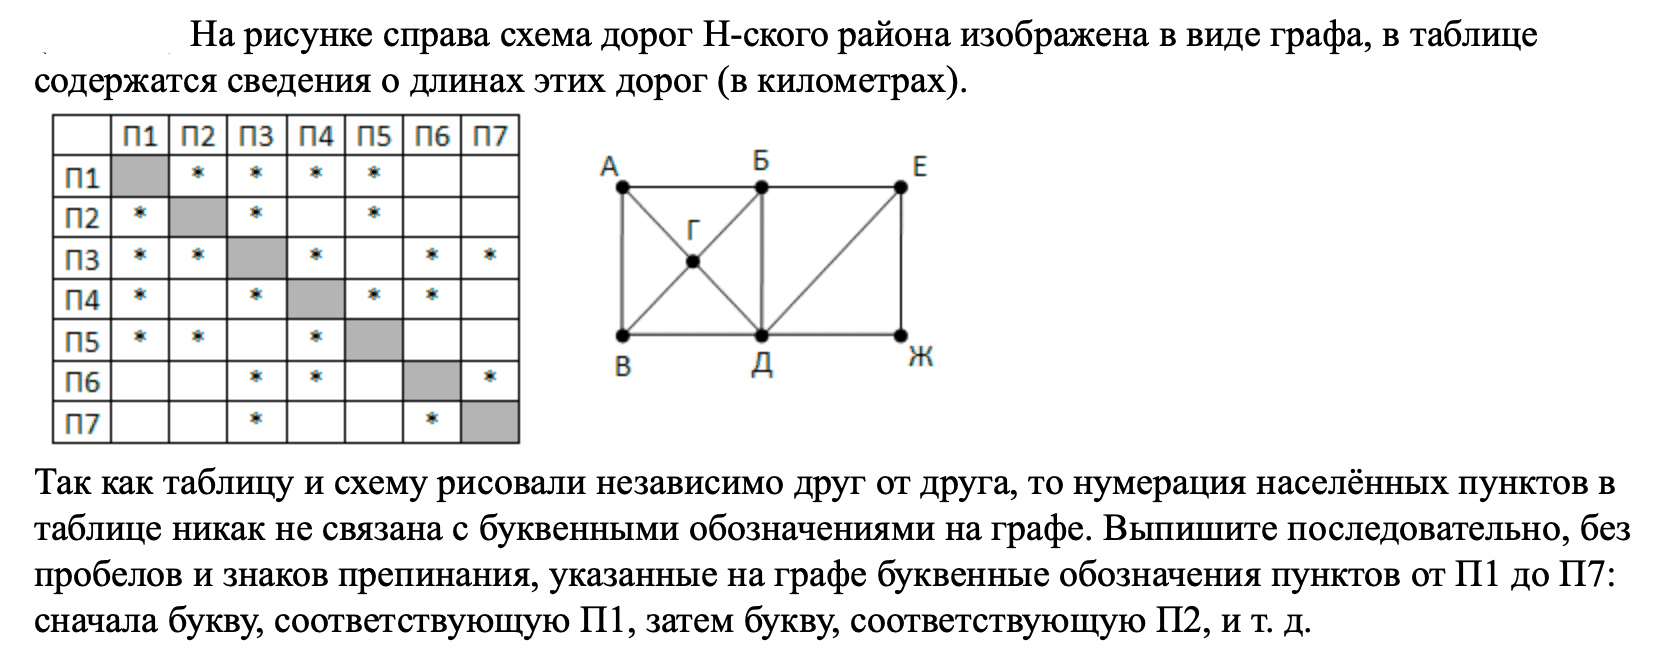 На рисунке справа схема дорог Н-ского района изображена в виде графа, в таблице
содержатся сведения о длинах этих дорог (в километрах).
П1 П2 П3 П4 П5 П6 П7
П1 * * * *
П2 * * *
П3 * * * * *
П4 * * * *
П5 * * *
П6 * * *
П7 * *
А Б Е
Г
В Д Ж
Так как таблицу и схему рисовали независимо друг от друга, то нумерация населённых пунктов в
таблице никак не связана с буквенными обозначениями на графе. Выпишите последовательно, без
пробелов и знаков препинания, указанные на графе буквенные обозначения пунктов от П1 до П7:
сначала букву, соответствующую П1, затем букву, соответствующую П2, и т. д.